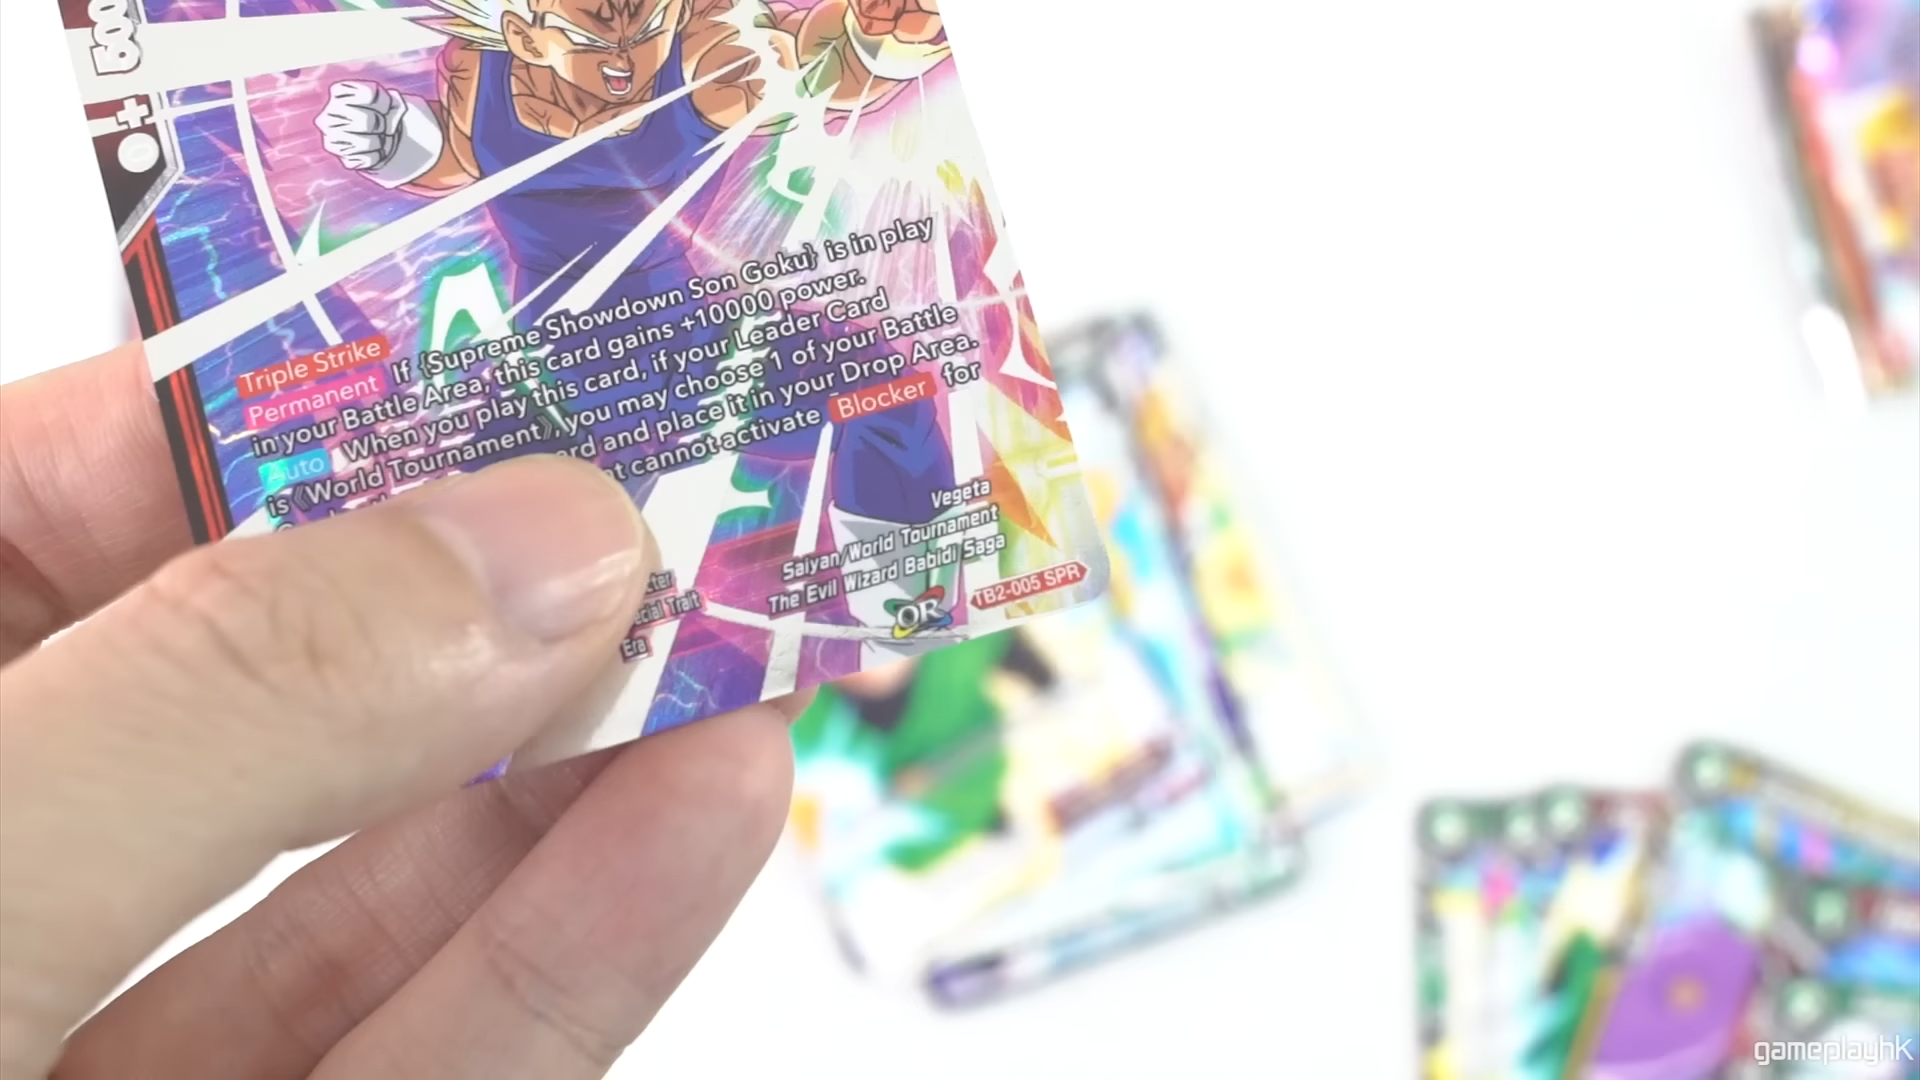 Triple Strike
Permanent If {Supreme Showdown Son Goku} is in play
in your Battle Area, this card gains +10000 power.
Auto When you play this card, if your Leader Card
is 《World Tournament》, you may choose 1 of your Battle
and place it in your Drop Area.
cannot activate Blocker for
Vegeta
Saiyan/World Tournament
Era The Evil Wizard Babidi Saga
OR TB2-005 SPR
gameplayhk